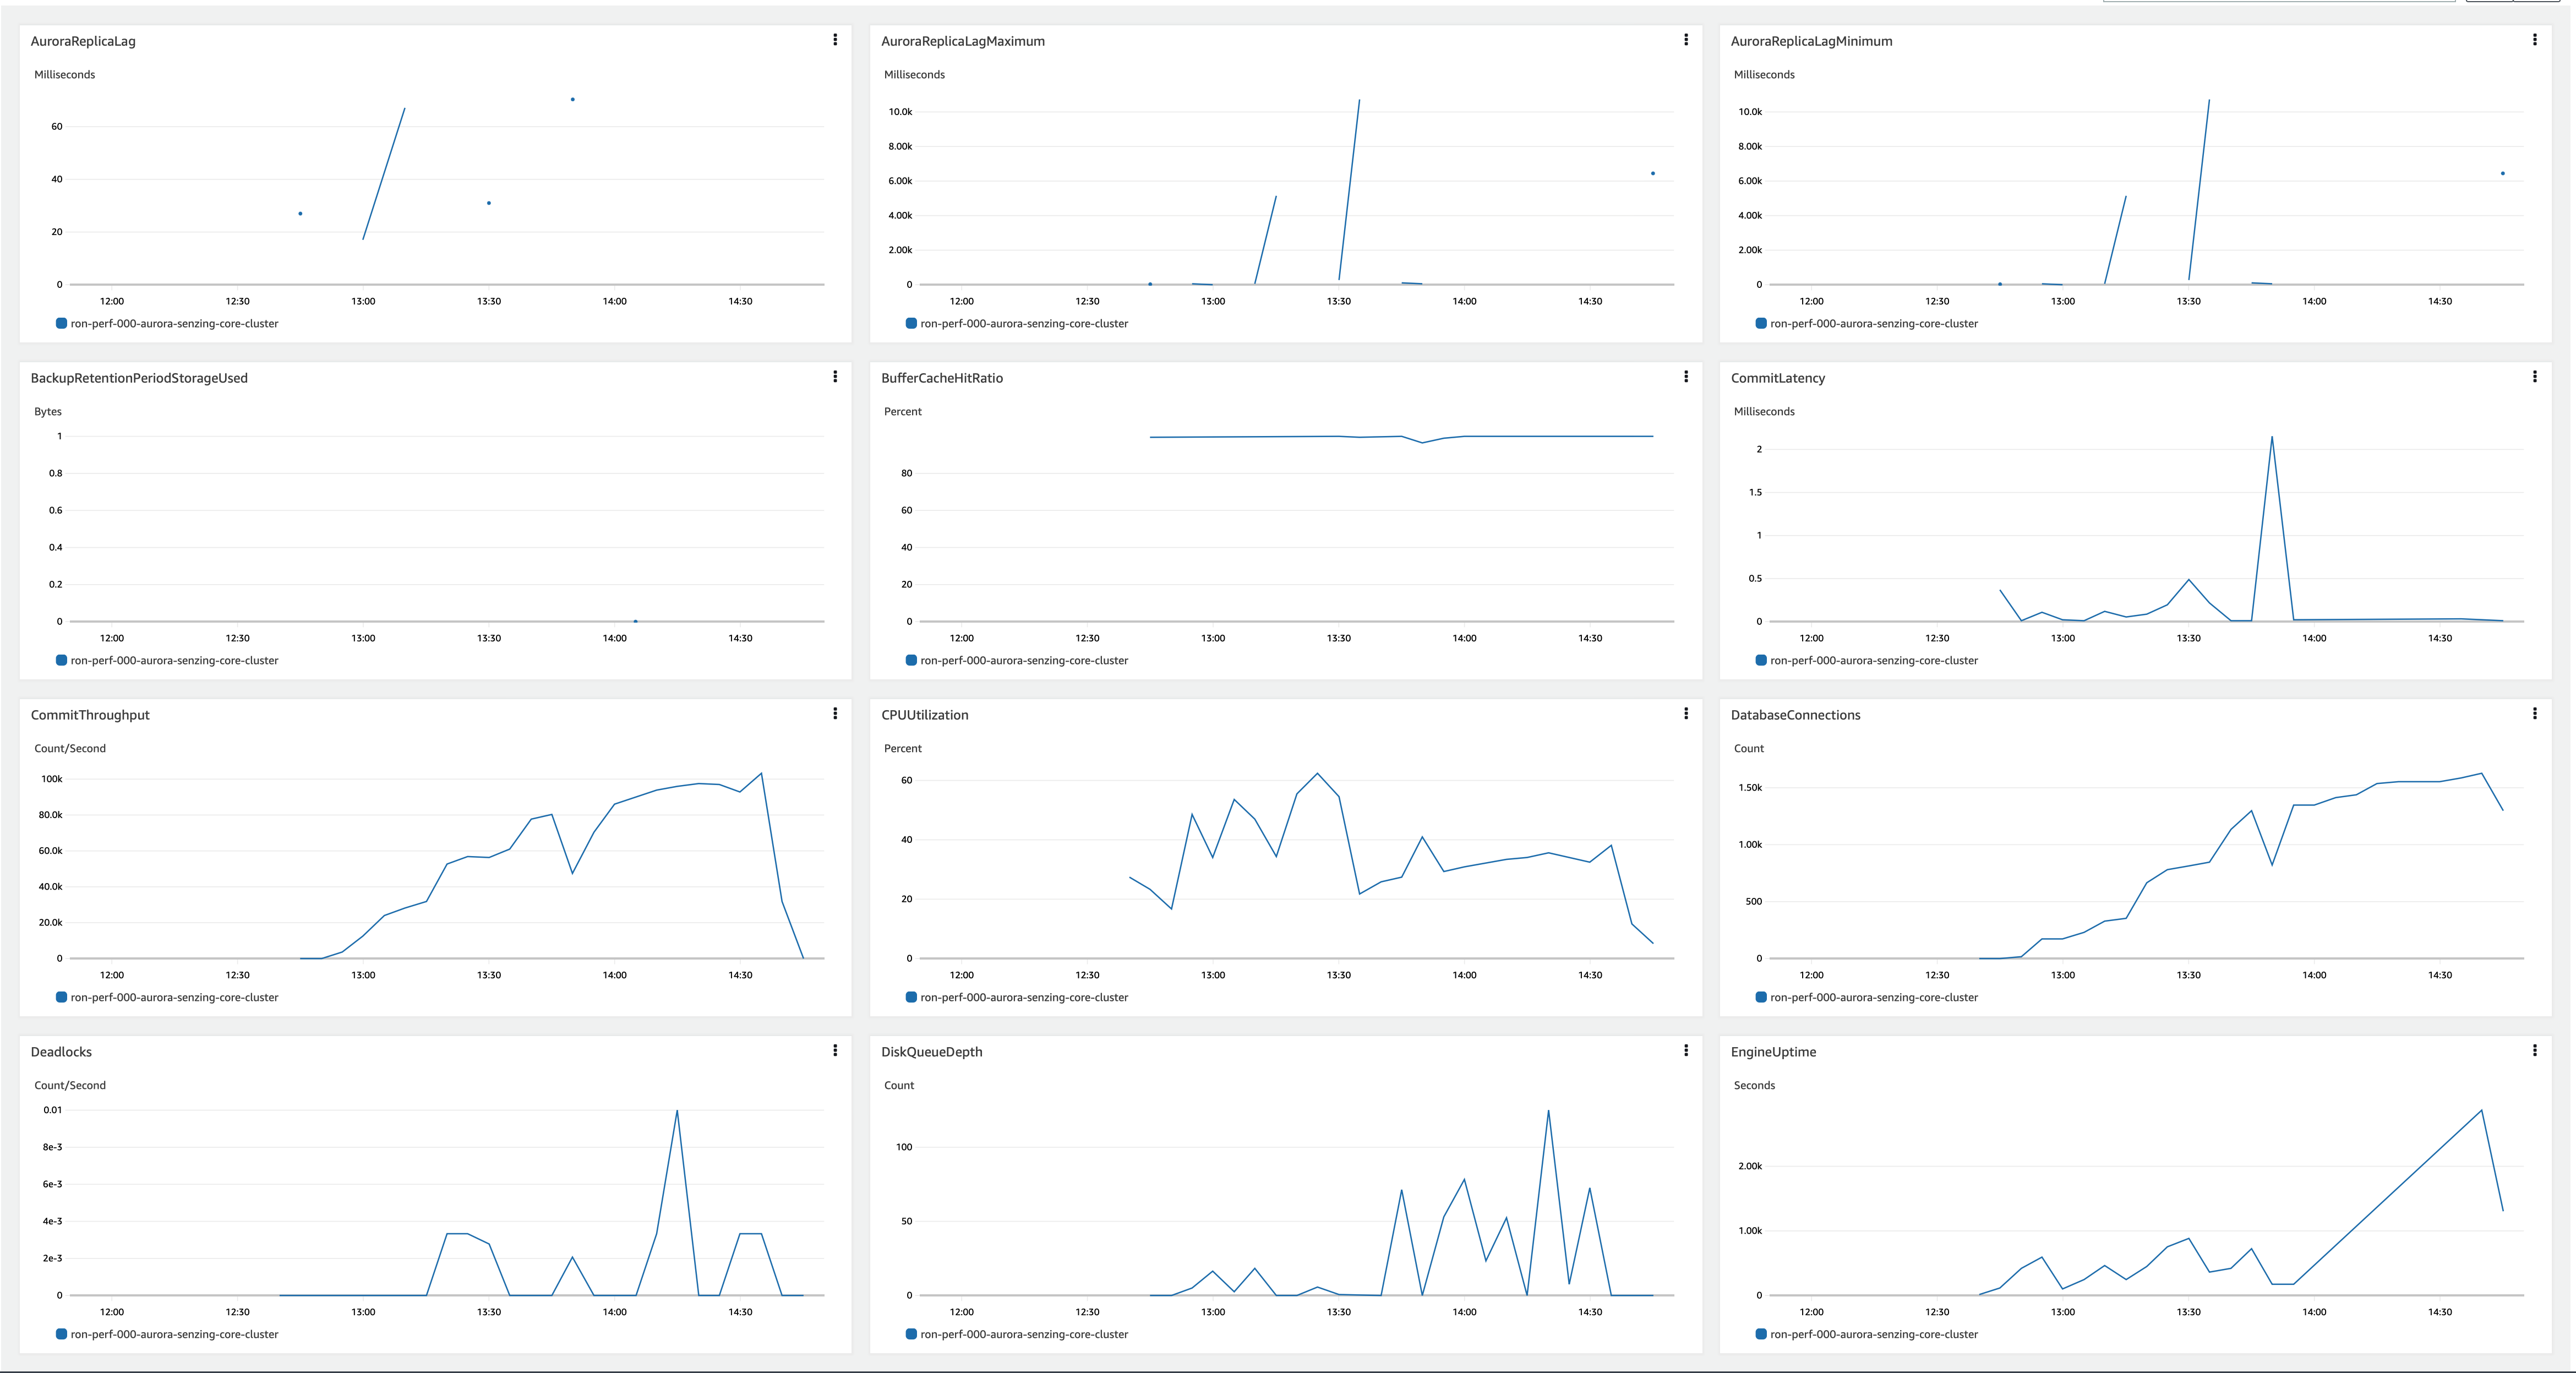 AuroraReplicaLag
Milliseconds
60
40
20
0
12:00 12:30 13:00 13:30 14:00 14:30
ron-perf-000-aurora-senzing-core-cluster
AuroraReplicaLagMaximum
Milliseconds
10.0k
8.00k
6.00k
4.00k
2.00k
0
12:00 12:30 13:00 13:30 14:00 14:30
ron-perf-000-aurora-senzing-core-cluster
AuroraReplicaLagMinimum
Milliseconds
10.0k
8.00k
6.00k
4.00k
2.00k
0
12:00 12:30 13:00 13:30 14:00 14:30
ron-perf-000-aurora-senzing-core-cluster
BackupRetentionPeriodStorageUsed
Bytes
1
0.8
0.6
0.4
0.2
0
12:00 12:30 13:00 13:30 14:00 14:30
ron-perf-000-aurora-senzing-core-cluster
BufferCacheHitRatio
Percent
80
60
40
20
0
12:00 12:30 13:00 13:30 14:00 14:30
ron-perf-000-aurora-senzing-core-cluster
CommitLatency
Milliseconds
2
1.5
1
0.5
0
12:00 12:30 13:00 13:30 14:00 14:30
ron-perf-000-aurora-senzing-core-cluster
CommitThroughput
Count/Second
100k
80.0k
60.0k
40.0k
20.0k
0
12:00 12:30 13:00 13:30 14:00 14:30
ron-perf-000-aurora-senzing-core-cluster
CPUUtilization
Percent
60
40
20
0
12:00 12:30 13:00 13:30 14:00 14:30
ron-perf-000-aurora-senzing-core-cluster
DatabaseConnections
Count
1.50k
1.00k
500
0
12:00 12:30 13:00 13:30 14:00 14:30
ron-perf-000-aurora-senzing-core-cluster
Deadlocks
Count/Second
0.01
8e-3
6e-3
4e-3
2e-3
0
12:00 12:30 13:00 13:30 14:00 14:30
ron-perf-000-aurora-senzing-core-cluster
DiskQueueDepth
Count
100
50
0
12:00 12:30 13:00 13:30 14:00 14:30
ron-perf-000-aurora-senzing-core-cluster
EngineUptime
Seconds
2.00k
1.00k
0
12:00 12:30 13:00 13:30 14:00 14:30
ron-perf-000-aurora-senzing-core-cluster